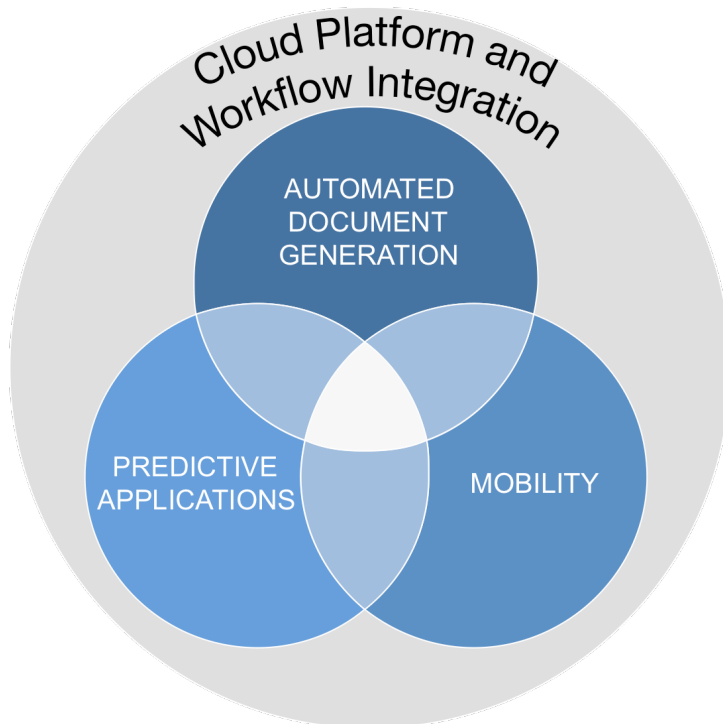 Cloud Platform and
Workflow Integration
AUTOMATED
DOCUMENT
GENERATION
PREDICTIVE
APPLICATIONS
MOBILITY